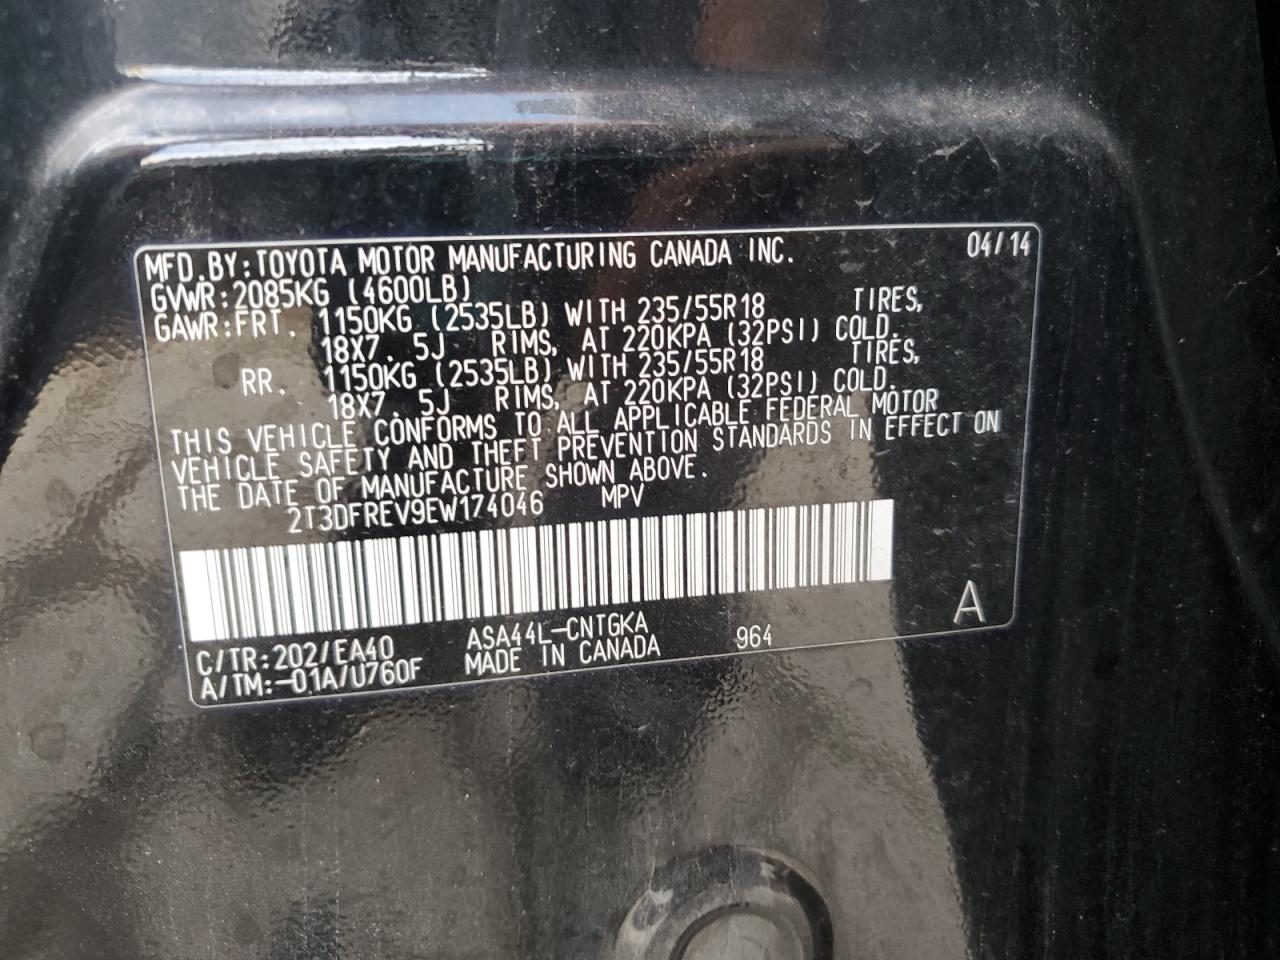 MFD.BY:TOYOTA MOTOR MANUFACTURING CANADA INC. 04/14
GVWR:2085KG (4600LB)
GAWR:FRT. 1150KG (2535LB) WITH 235/55R18 TIRES,
18X7.5J RIMS, AT 220KPA (32PSI) COLD.
RR. 1150KG (2535LB) WITH 235/55R18 TIRES,
18X7.5J RIMS, AT 220KPA (32PSI) COLD.
THIS VEHICLE CONFORMS TO ALL APPLICABLE FEDERAL MOTOR
VEHICLE SAFETY AND THEFT PREVENTION STANDARDS IN EFFECT ON
THE DATE OF MANUFACTURE SHOWN ABOVE.
2T3DFREV9EW174046 MPV
C/TR:202/EA40 ASA44L-CNTGKA 964 A
A/TM:-01A/U760F MADE IN CANADA